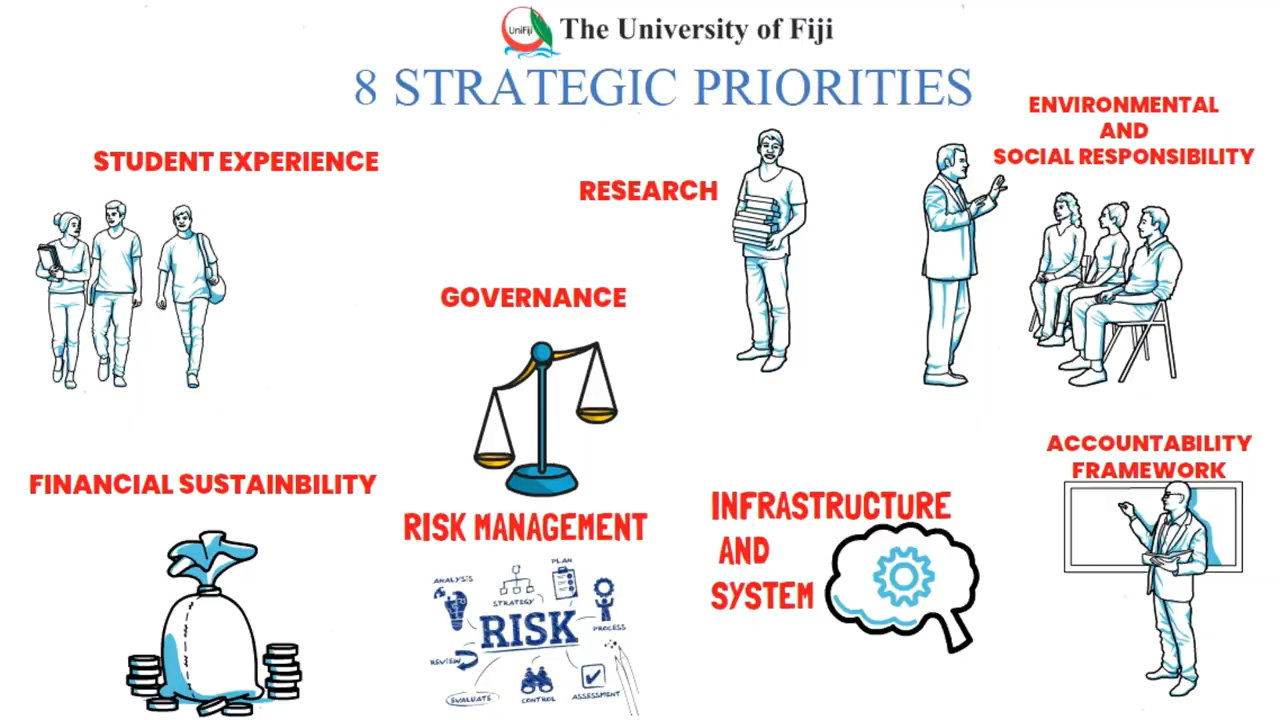 UniFiji
The University of Fiji
8 STRATEGIC PRIORITIES
STUDENT EXPERIENCE
RESEARCH
ENVIRONMENTAL
AND
SOCIAL RESPONSIBILITY
GOVERNANCE
FINANCIAL SUSTAINBILITY
RISK MANAGEMENT
ANALYSIS
STRATEGY
PLAN
RISK
PROCESS
REVIEW
EVALUATE
CONTROL
ASSESSMENT
INFRASTRUCTURE
AND
SYSTEM
ACCOUNTABILITY
FRAMEWORK